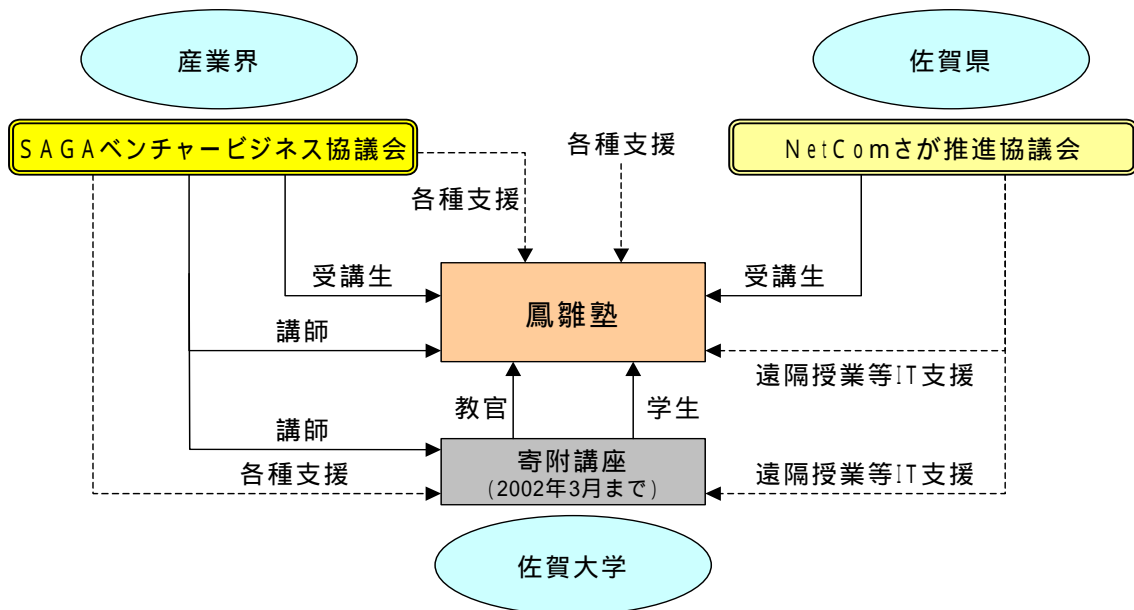 産業界
佐賀県
SAGAベンチャービジネス協議会
NetComさが推進協議会
各種支援
各種支援
受講生
受講生
鳳雛塾
講師
遠隔授業等IT支援
教官
学生
講師
寄附講座
(2002年3月まで)
各種支援
遠隔授業等IT支援
佐賀大学